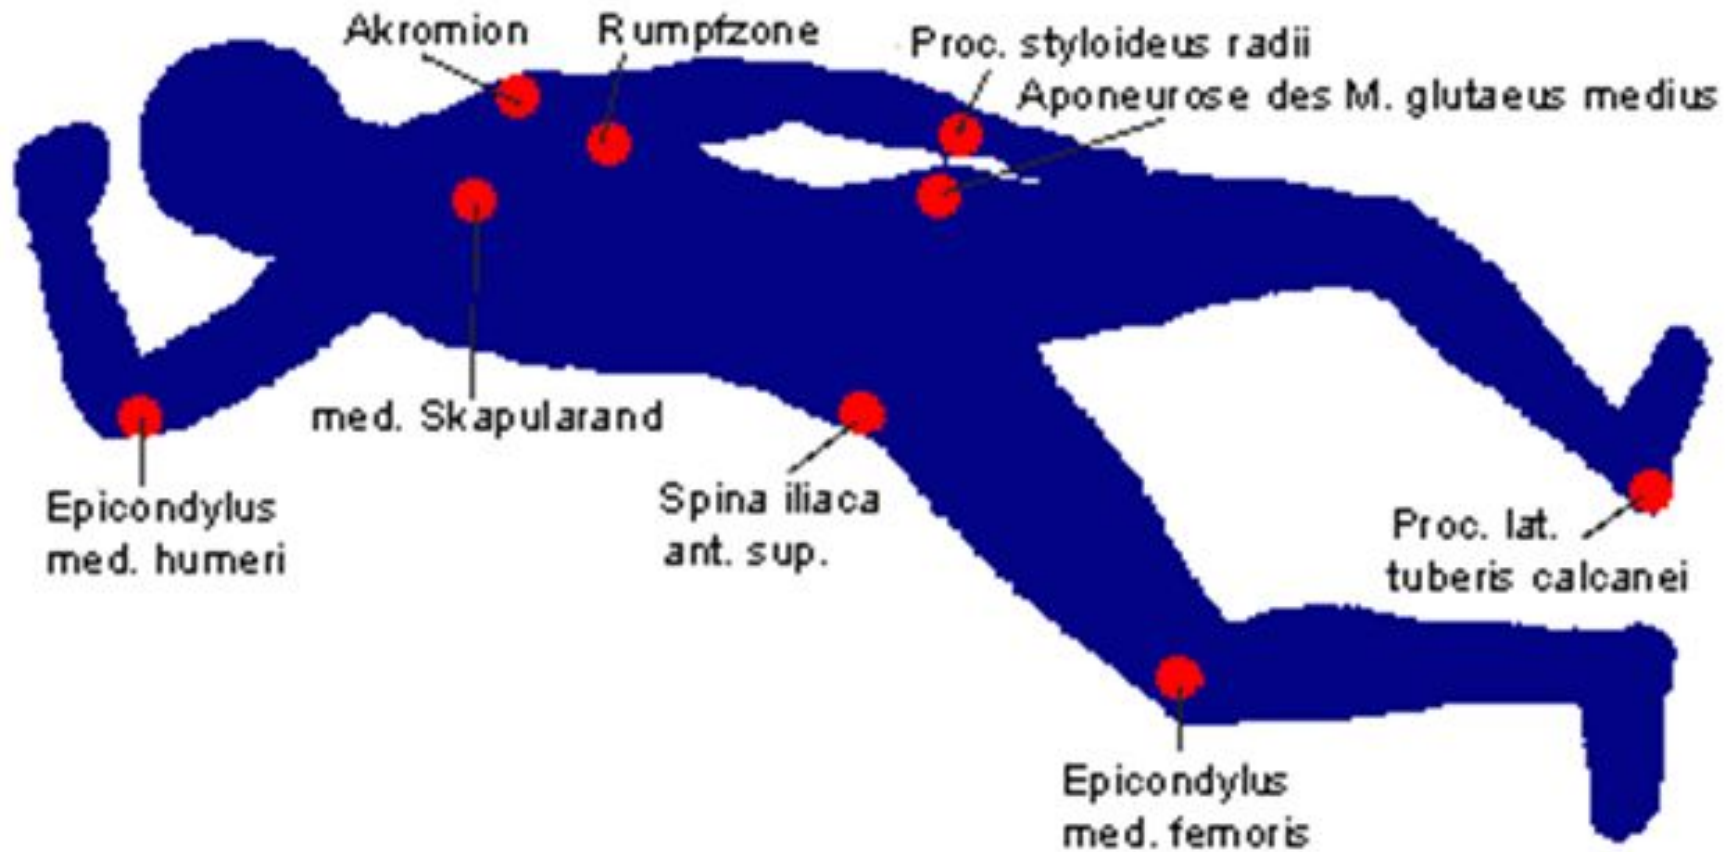 Akromion
Rumpfzone
Proc. styloideus radii
Aponeurose des M. glutaeus medius
med. Skapularand
Epicondylus
med. humeri
Spina iliaca
ant. sup.
Proc. lat.
tuberis calcanei
Epicondylus
med. femoris